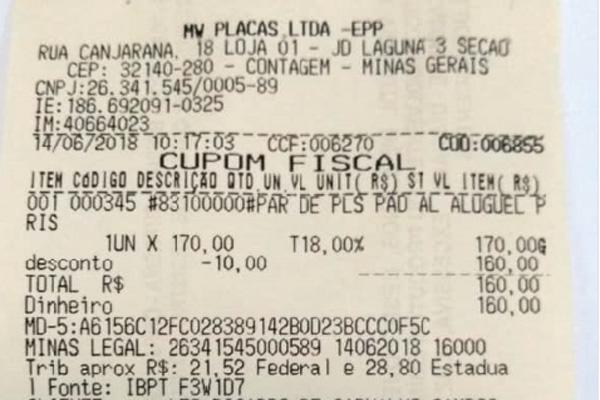 MW PLACAS LTDA -EPP
RUA CANJARANA, 18 LOJA 01 - JD LAGUNA 3 SECAO
CEP: 32140-280 - CONTAGEM - MINAS GERAIS
CNPJ:26.341.545/0005-89
IE:186.692091-0325
IM:40664023
14/06/2018 10:17:03 CCF:006270 COO:006855
CUPOM FISCAL
ITEM CÓDIGO DESCRIÇÃO QTD UN VL UNIT( R$) ST VL ITEM( R$)
001 000345 #83100000#PAR DE PLS PAD AL ALUGUEL P
RIS
1UN X 170,00 T18,00% 170,00G
desconto -10,00 160,00
TOTAL R$ 160,00
Dinheiro 160,00
MD-5:A6156C12FC028389142B0D23BCCC0F5C
MINAS LEGAL: 26341545000589 14062018 16000
Trib aprox R$: 21,52 Federal e 28,80 Estadua
l Fonte: IBPT F3W1D7